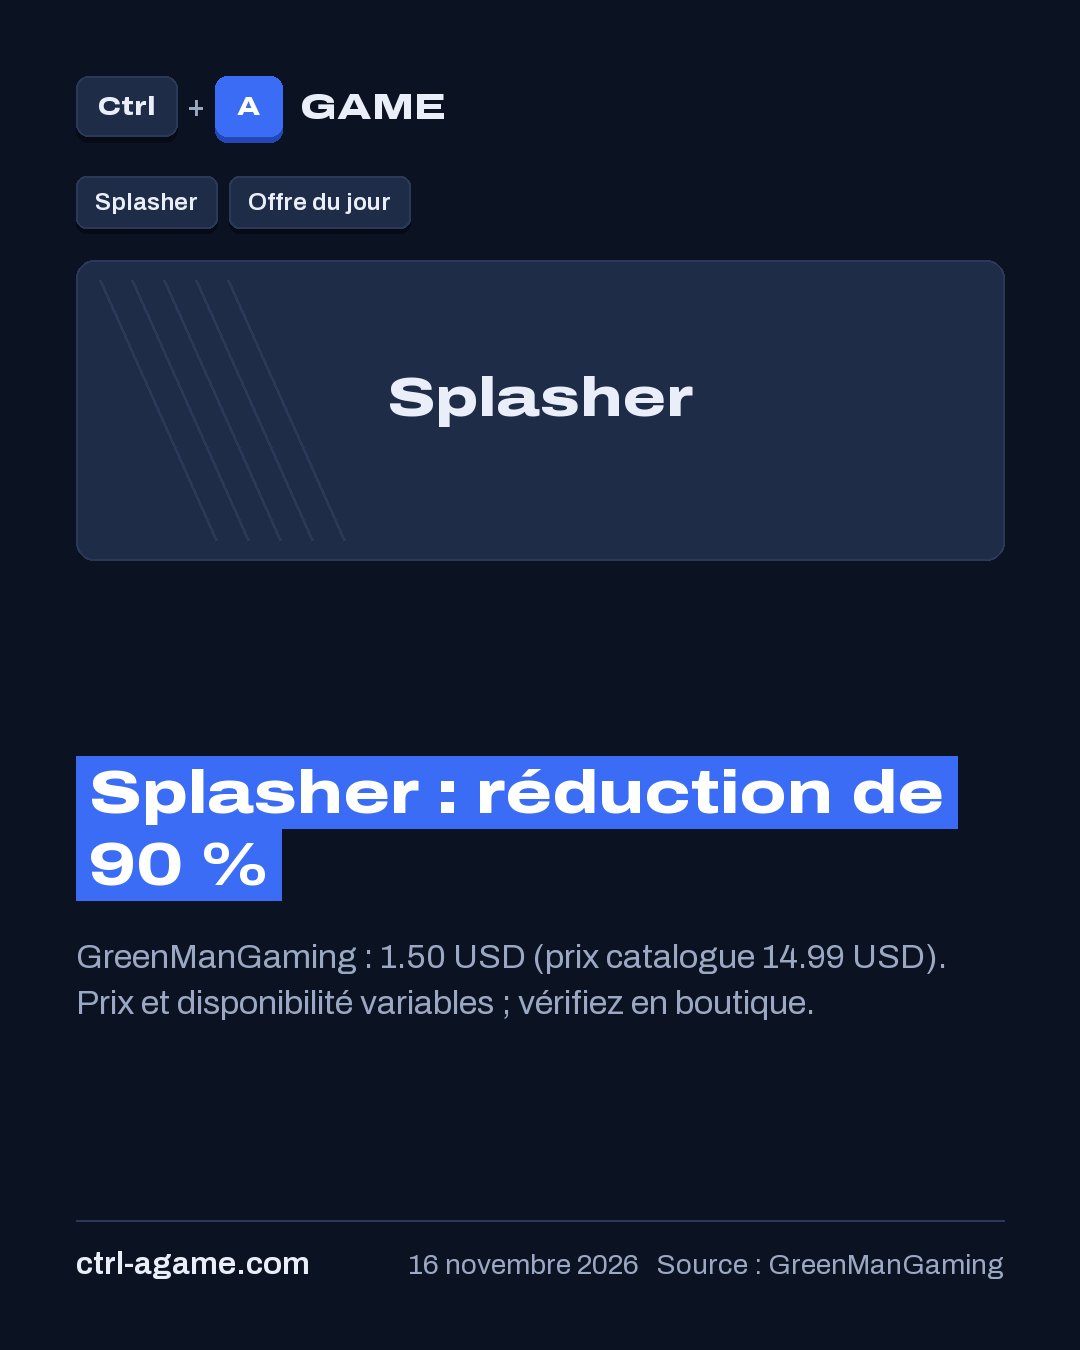 Ctrl + A GAME
Splasher Offre du jour
Splasher
Splasher : réduction de
90 %
GreenManGaming : 1.50 USD (prix catalogue 14.99 USD).
Prix et disponibilité variables ; vérifiez en boutique.
ctrl-agame.com 16 novembre 2026 Source : GreenManGaming